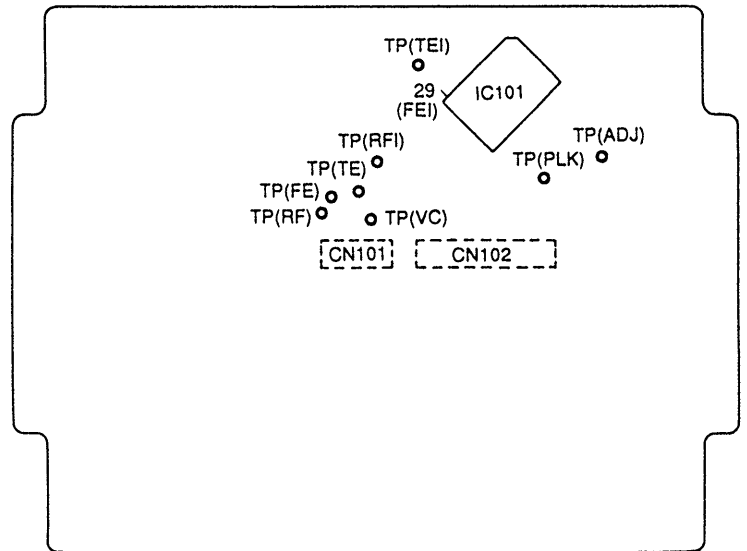 TP(TEI)
29
(FEI)
IC101
TP(RFI)
TP(ADJ)
TP(PLK)
TP(TE)
TP(FE)
TP(RF)
TP(VC)
CN101
CN102